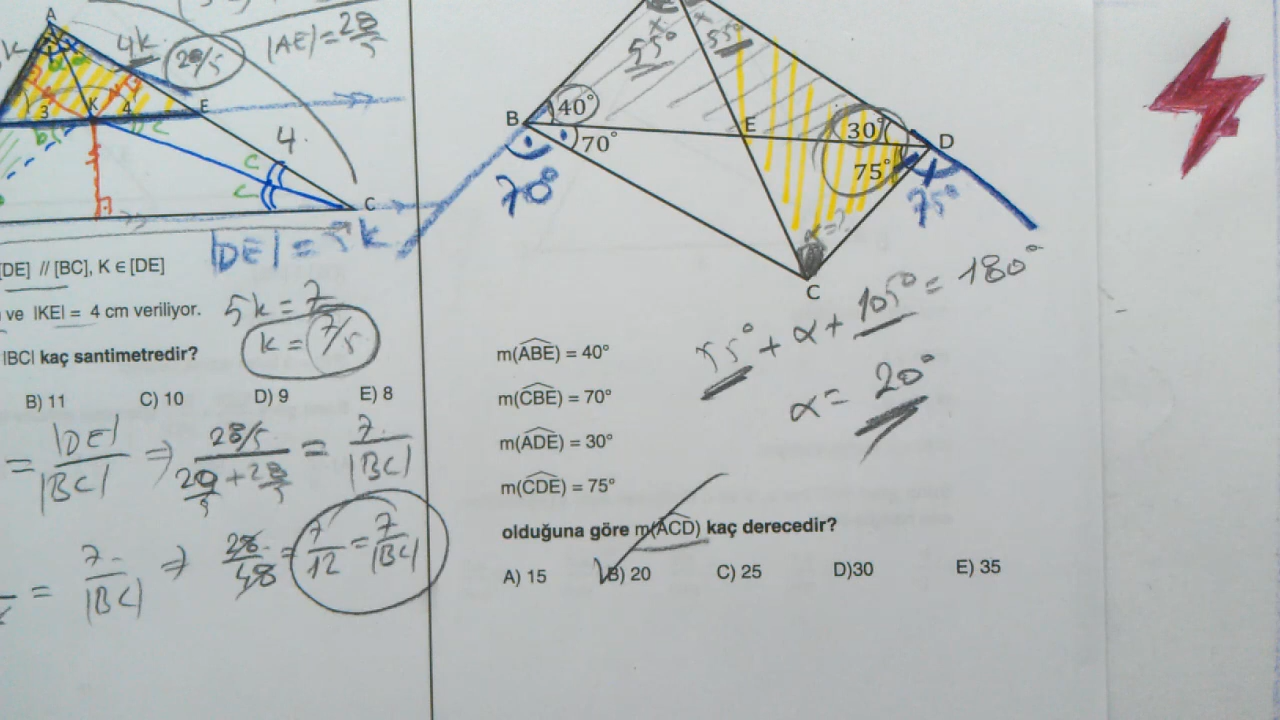 A
4k
28/5
|AE| = 28/5
3
K
4
E
4
C
C
C
|DE| = 5k
[DE] // [BC], K ∈ [DE]
ve |KE| = 4 cm veriliyor.
5k = 7
k = 7/5
|BC| kaç santimetredir?
B) 11 C) 10 D) 9 E) 8
= |DE|/|BC| ⇒ = 7/|BC|
= 7/|BC| ⇒ 28/48 = 7/12 = 7/|BC|
x x
55° 55°
B 40°
70°
70°
E
30°
D
75°
75°
α=?
C
55° + α + 105° = 180°
α = 20°
m(ABE) = 40°
m(CBE) = 70°
m(ADE) = 30°
m(CDE) = 75°
olduğuna göre m(ACD) kaç derecedir?
A) 15 B) 20 C) 25 D)30 E) 35